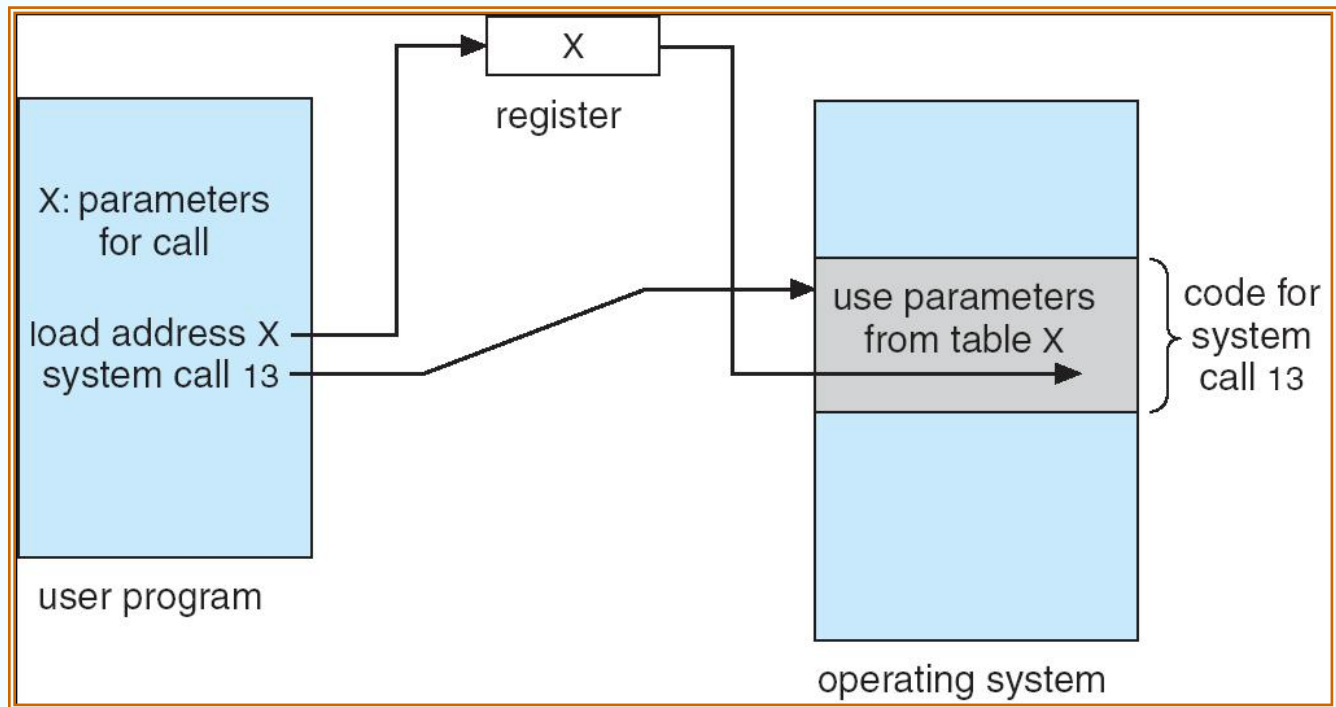 X
register
X: parameters
for call
load address X
system call 13
use parameters
from table X
code for
system
call 13
user program
operating system